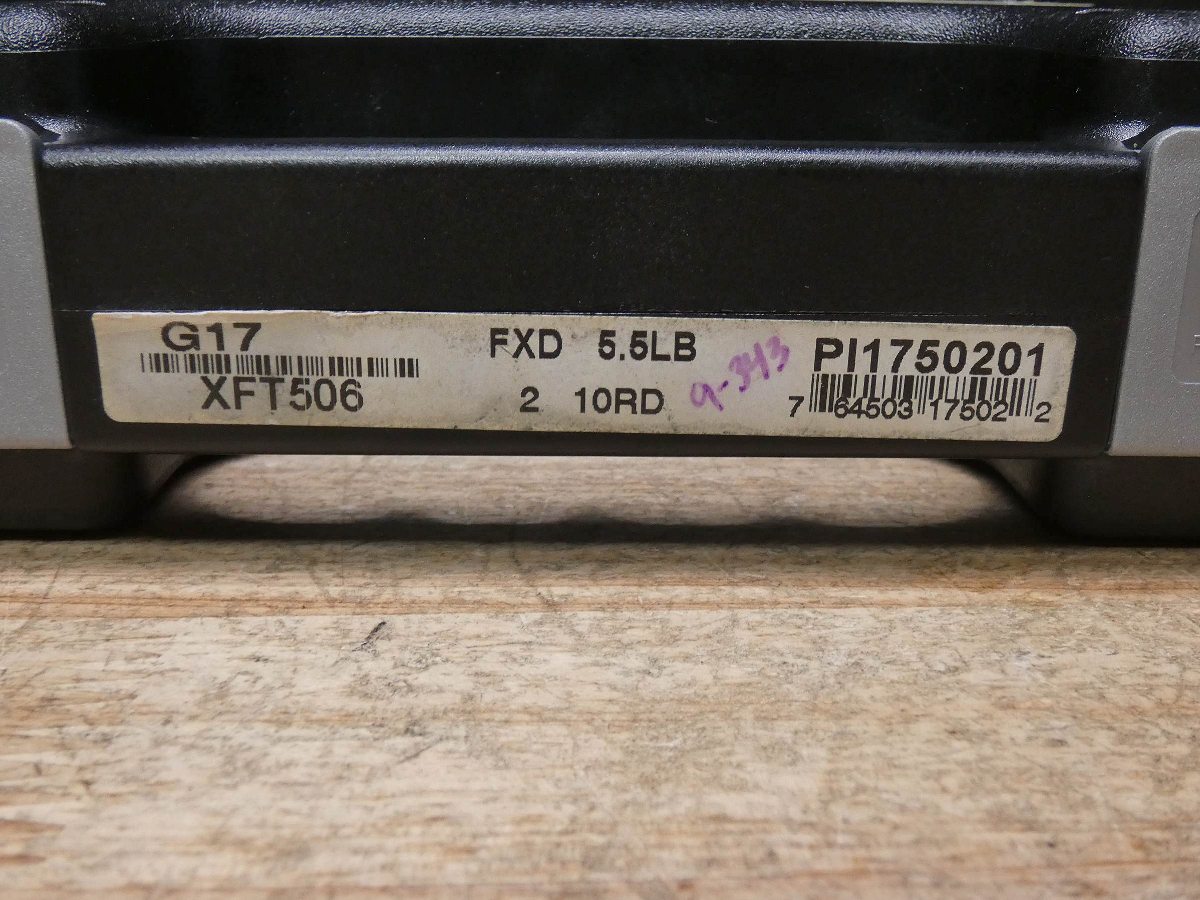 G17
XFT506
FXD 5.5LB
2 10RD
9-343
PI1750201
7 64503 17502 2